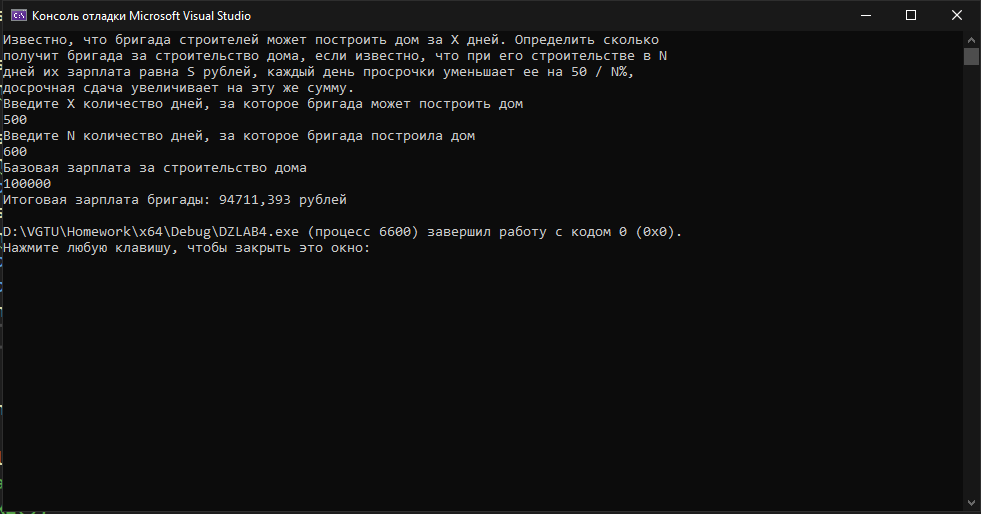 Консоль отладки Microsoft Visual Studio
Известно, что бригада строителей может построить дом за X дней. Определить сколько
получит бригада за строительство дома, если известно, что при его строительстве в N
дней их зарплата равна S рублей, каждый день просрочки уменьшает ее на 50 / N%,
досрочная сдача увеличивает на эту же сумму.
Введите X количество дней, за которое бригада может построить дом
500
Введите N количество дней, за которое бригада построила дом
600
Базовая зарплата за строительство дома
100000
Итоговая зарплата бригады: 94711,393 рублей
D:\VGTU\Homework\x64\Debug\DZLAB4.exe (процесс 6600) завершил работу с кодом 0 (0x0).
Нажмите любую клавишу, чтобы закрыть это окно: